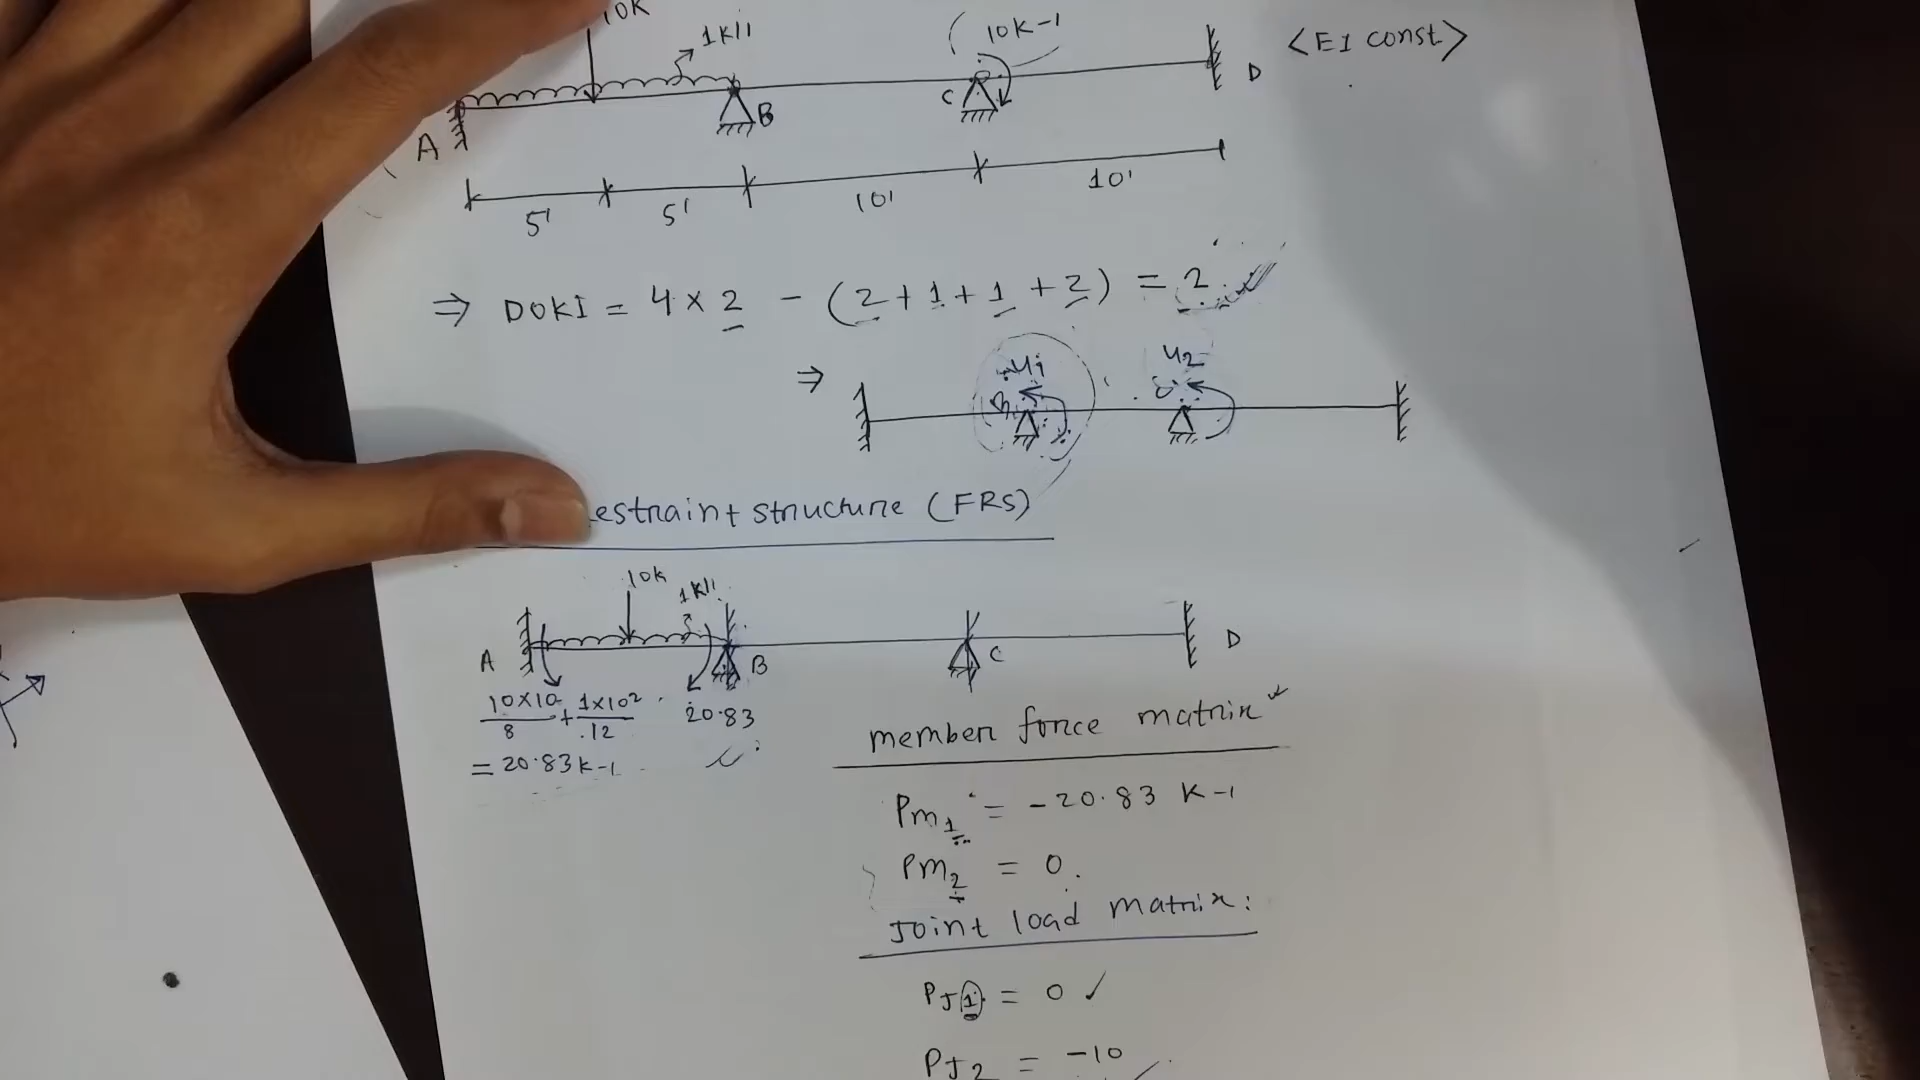 10K
1K/1
10K-1
<EI const>
A
B
C
D
5'
5'
10'
10'
⇒ DOKI = 4 × 2 - (2+1+1+2) = 2
⇒
u1
u2
estraint structure (FRS)
10K
1K/1
A
B
C
D
10×10/8 + 1×10²/12
20.83
= 20.83K-1
member force matrix
Pm1 = -20.83 K-1
Pm2 = 0
Joint load matrix:
PJ1 = 0 ✓
PJ2 = -10